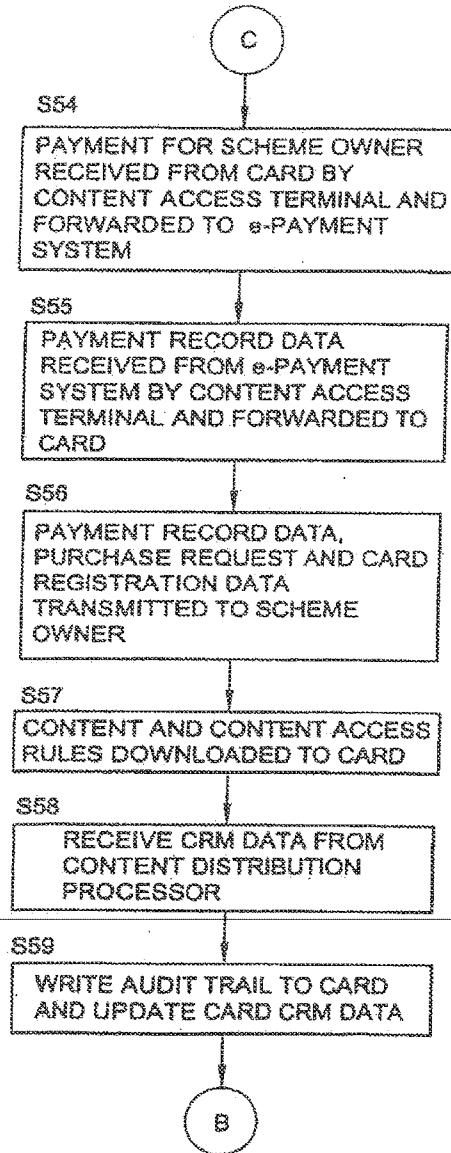 C
S54
PAYMENT FOR SCHEME OWNER
RECEIVED FROM CARD BY
CONTENT ACCESS TERMINAL AND
FORWARDED TO e-PAYMENT
SYSTEM
S55
PAYMENT RECORD DATA
RECEIVED FROM e-PAYMENT
SYSTEM BY CONTENT ACCESS
TERMINAL AND FORWARDED TO
CARD
S56
PAYMENT RECORD DATA,
PURCHASE REQUEST AND CARD
REGISTRATION DATA
TRANSMITTED TO SCHEME
OWNER
S57
CONTENT AND CONTENT ACCESS
RULES DOWNLOADED TO CARD
S58
RECEIVE CRM DATA FROM
CONTENT DISTRIBUTION
PROCESSOR
S59
WRITE AUDIT TRAIL TO CARD
AND UPDATE CARD CRM DATA
B